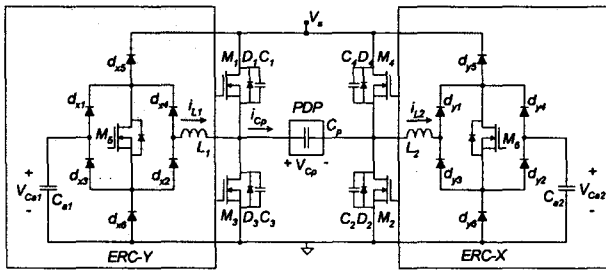 V_s
d_x5
M_1 D_1 C_1
C_4 D_4 M_4
d_y5
d_x1
d_x4
i_L1
i_Cp
PDP
i_L2
d_y1
d_y4
M_5
L_1
C_p
L_2
M_6
+ V_Cp -
+
V_Ca1
-
C_a1
d_x3
d_x2
d_y3
d_y2
C_a2
+
V_Ca2
-
d_x6
M_3
D_3 C_3
C_2 D_2
M_2
d_y6
ERC-Y
ERC-X